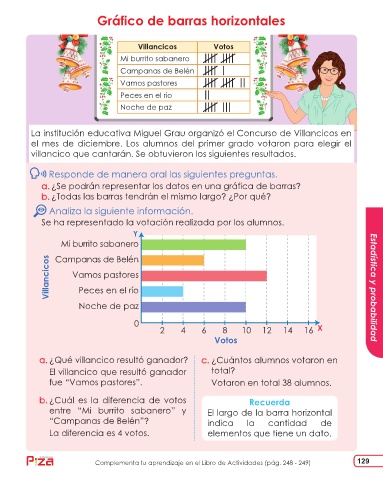 Gráfico de barras horizontales
Villancicos Votos
Mi burrito sabanero
Campanas de Belén
Vamos pastores
Peces en el río
Noche de paz
La institución educativa Miguel Grau organizó el Concurso de Villancicos en
el mes de diciembre. Los alumnos del primer grado votaron para elegir el
villancico que cantarán. Se obtuvieron los siguientes resultados.
Responde de manera oral las siguientes preguntas.
a. ¿Se podrán representar los datos en una gráfica de barras?
b. ¿Todas las barras tendrán el mismo largo? ¿Por qué?
Analiza la siguiente información.
Se ha representado la votación realizada por los alumnos.
Y
Villancicos
Mi burrito sabanero
Campanas de Belén
Vamos pastores
Peces en el río
Noche de paz
0 2 4 6 8 10 12 14 16 X
Votos
Estadística y probabilidad
a. ¿Qué villancico resultó ganador?
El villancico que resultó ganador
fue “Vamos pastores”.
b. ¿Cuál es la diferencia de votos
entre “Mi burrito sabanero” y
“Campanas de Belén”?
La diferencia es 4 votos.
c. ¿Cuántos alumnos votaron en
total?
Votaron en total 38 alumnos.
Recuerda
El largo de la barra horizontal
indica la cantidad de
elementos que tiene un dato.
Complementa tu aprendizaje en el Libro de Actividades (pág. 248 - 249)
129